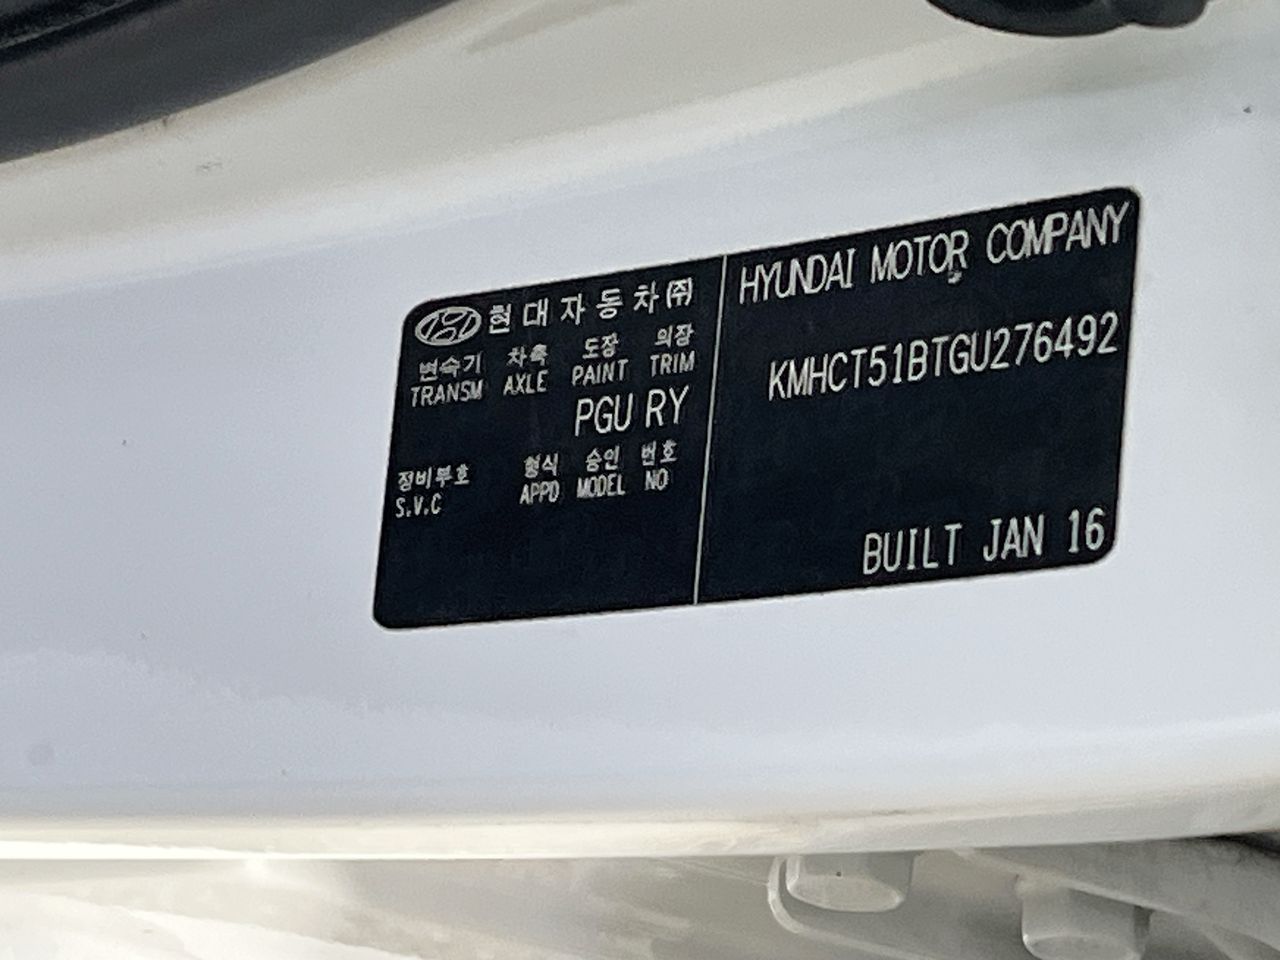 현대자동차(주)
변속기 차축 도장 의장
TRANSM AXLE PAINT TRIM
PGU RY
정비부호 형식 승인 번호
S.V.C APPD MODEL NO
HYUNDAI MOTOR COMPANY
KMHCT51BTGU276492
BUILT JAN 16